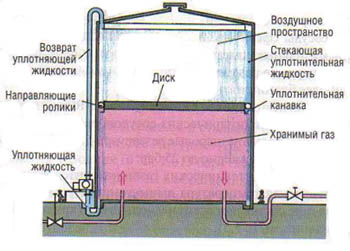 Возврат
уплотняющей
жидкости
Направляющие
ролики
Уплотняющая
жидкость
Диск
Воздушное
пространство
Стекающая
уплотнительная
жидкость
Уплотнительная
канавка
Хранимый газ